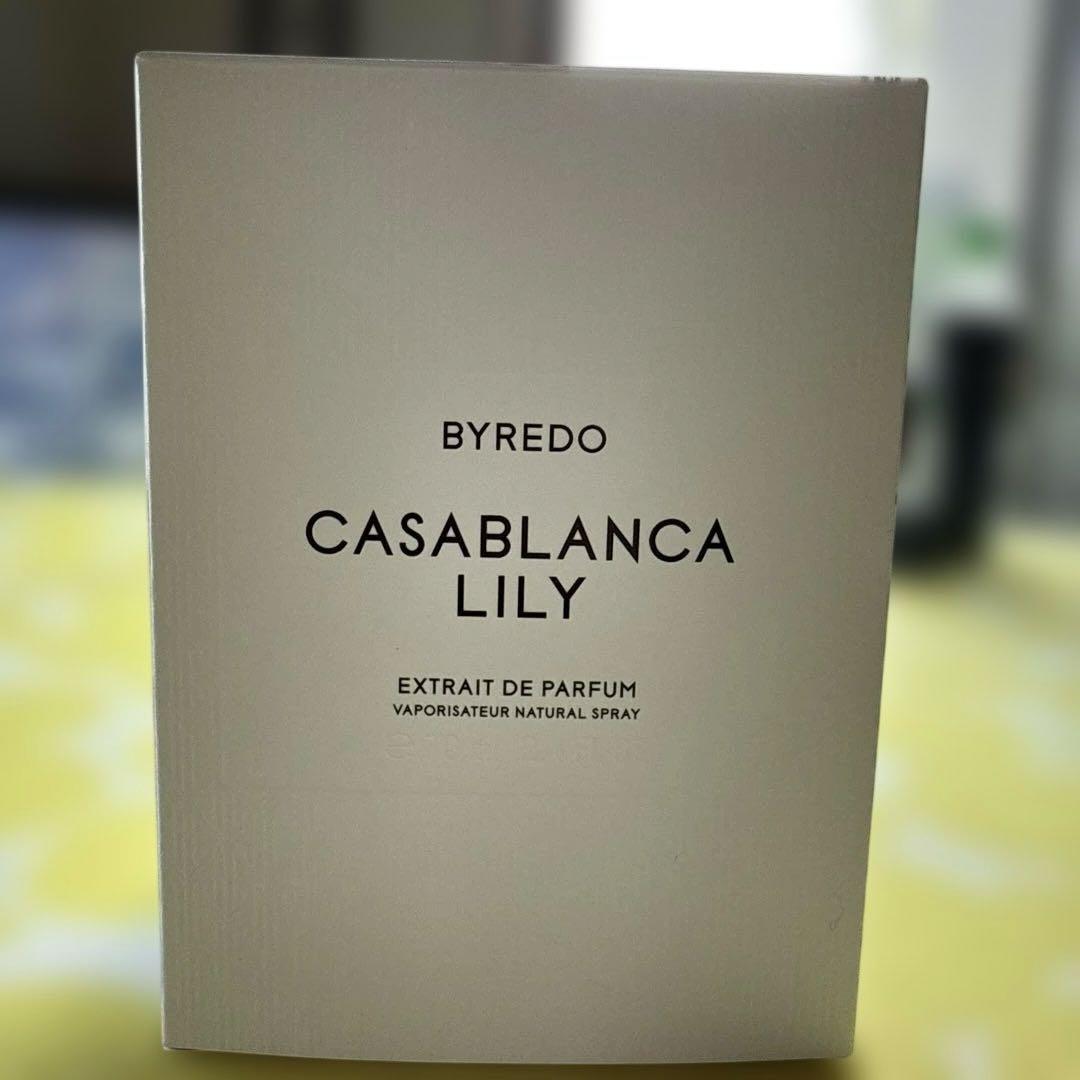 BYREDO
CASABLANCA
LILY
EXTRAIT DE PARFUM
VAPORISATEUR NATURAL SPRAY